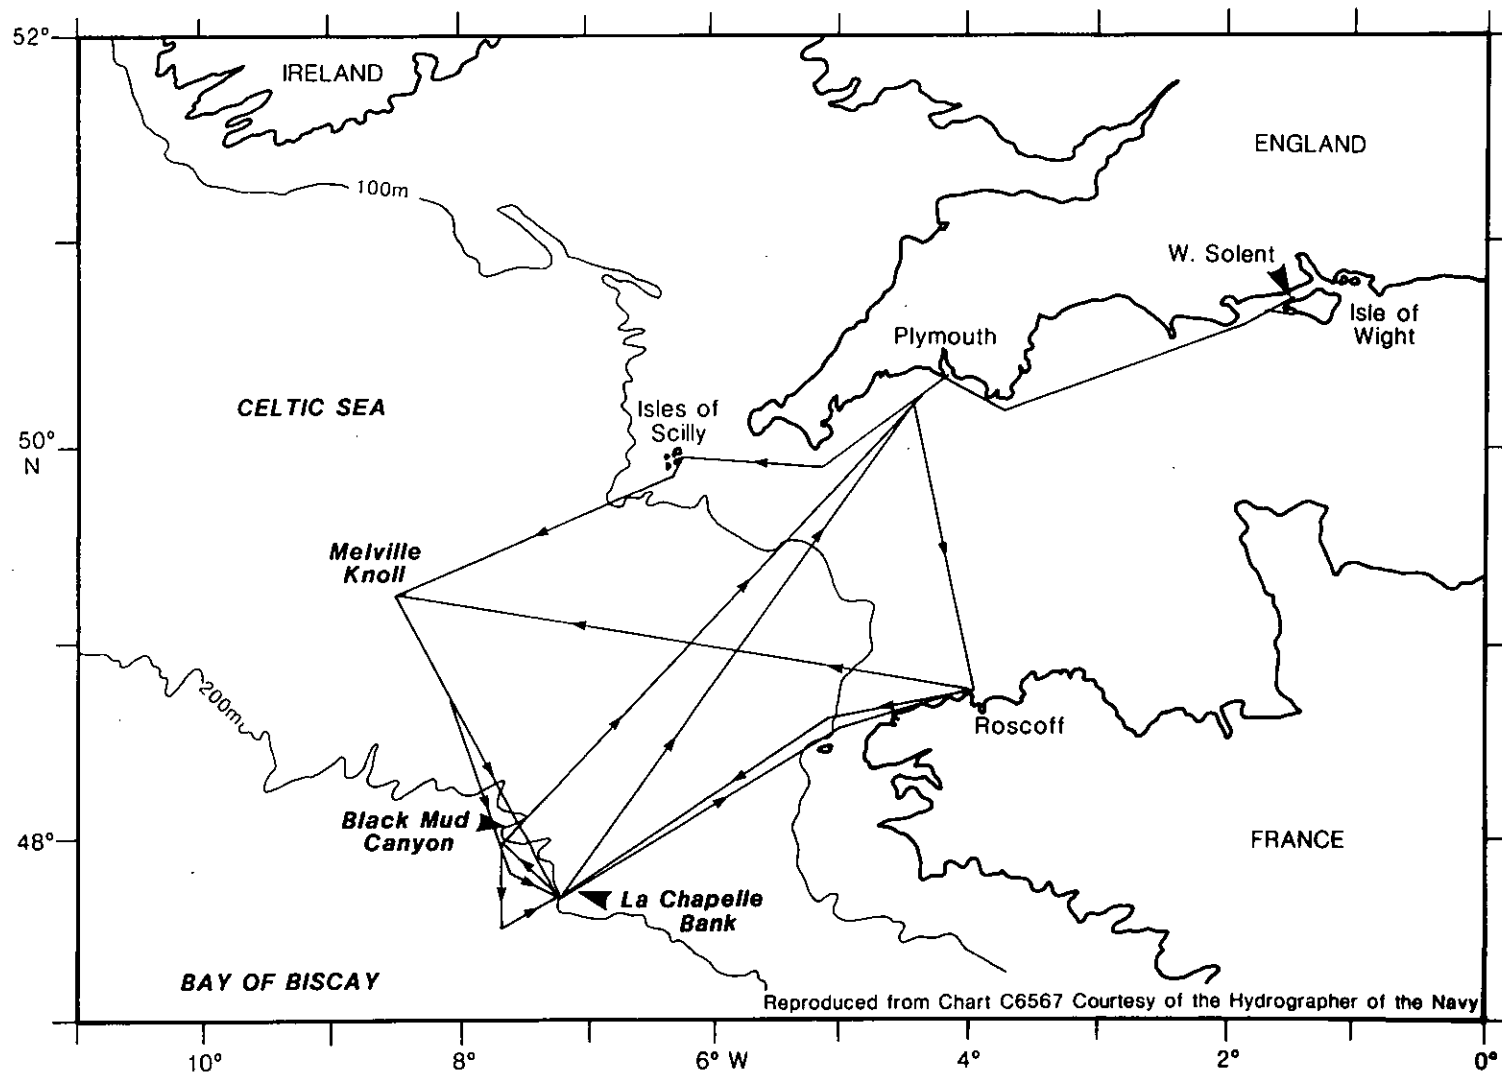 52°
IRELAND
ENGLAND
100m
W. Solent
Isle of
Wight
Plymouth
CELTIC SEA
Isles of
Scilly
50°
N
Melville
Knoll
200m
Roscoff
Black Mud
Canyon
48°
FRANCE
La Chapelle
Bank
BAY OF BISCAY
Reproduced from Chart C6567 Courtesy of the Hydrographer of the Navy
10° 8° 6° W 4° 2° 0°